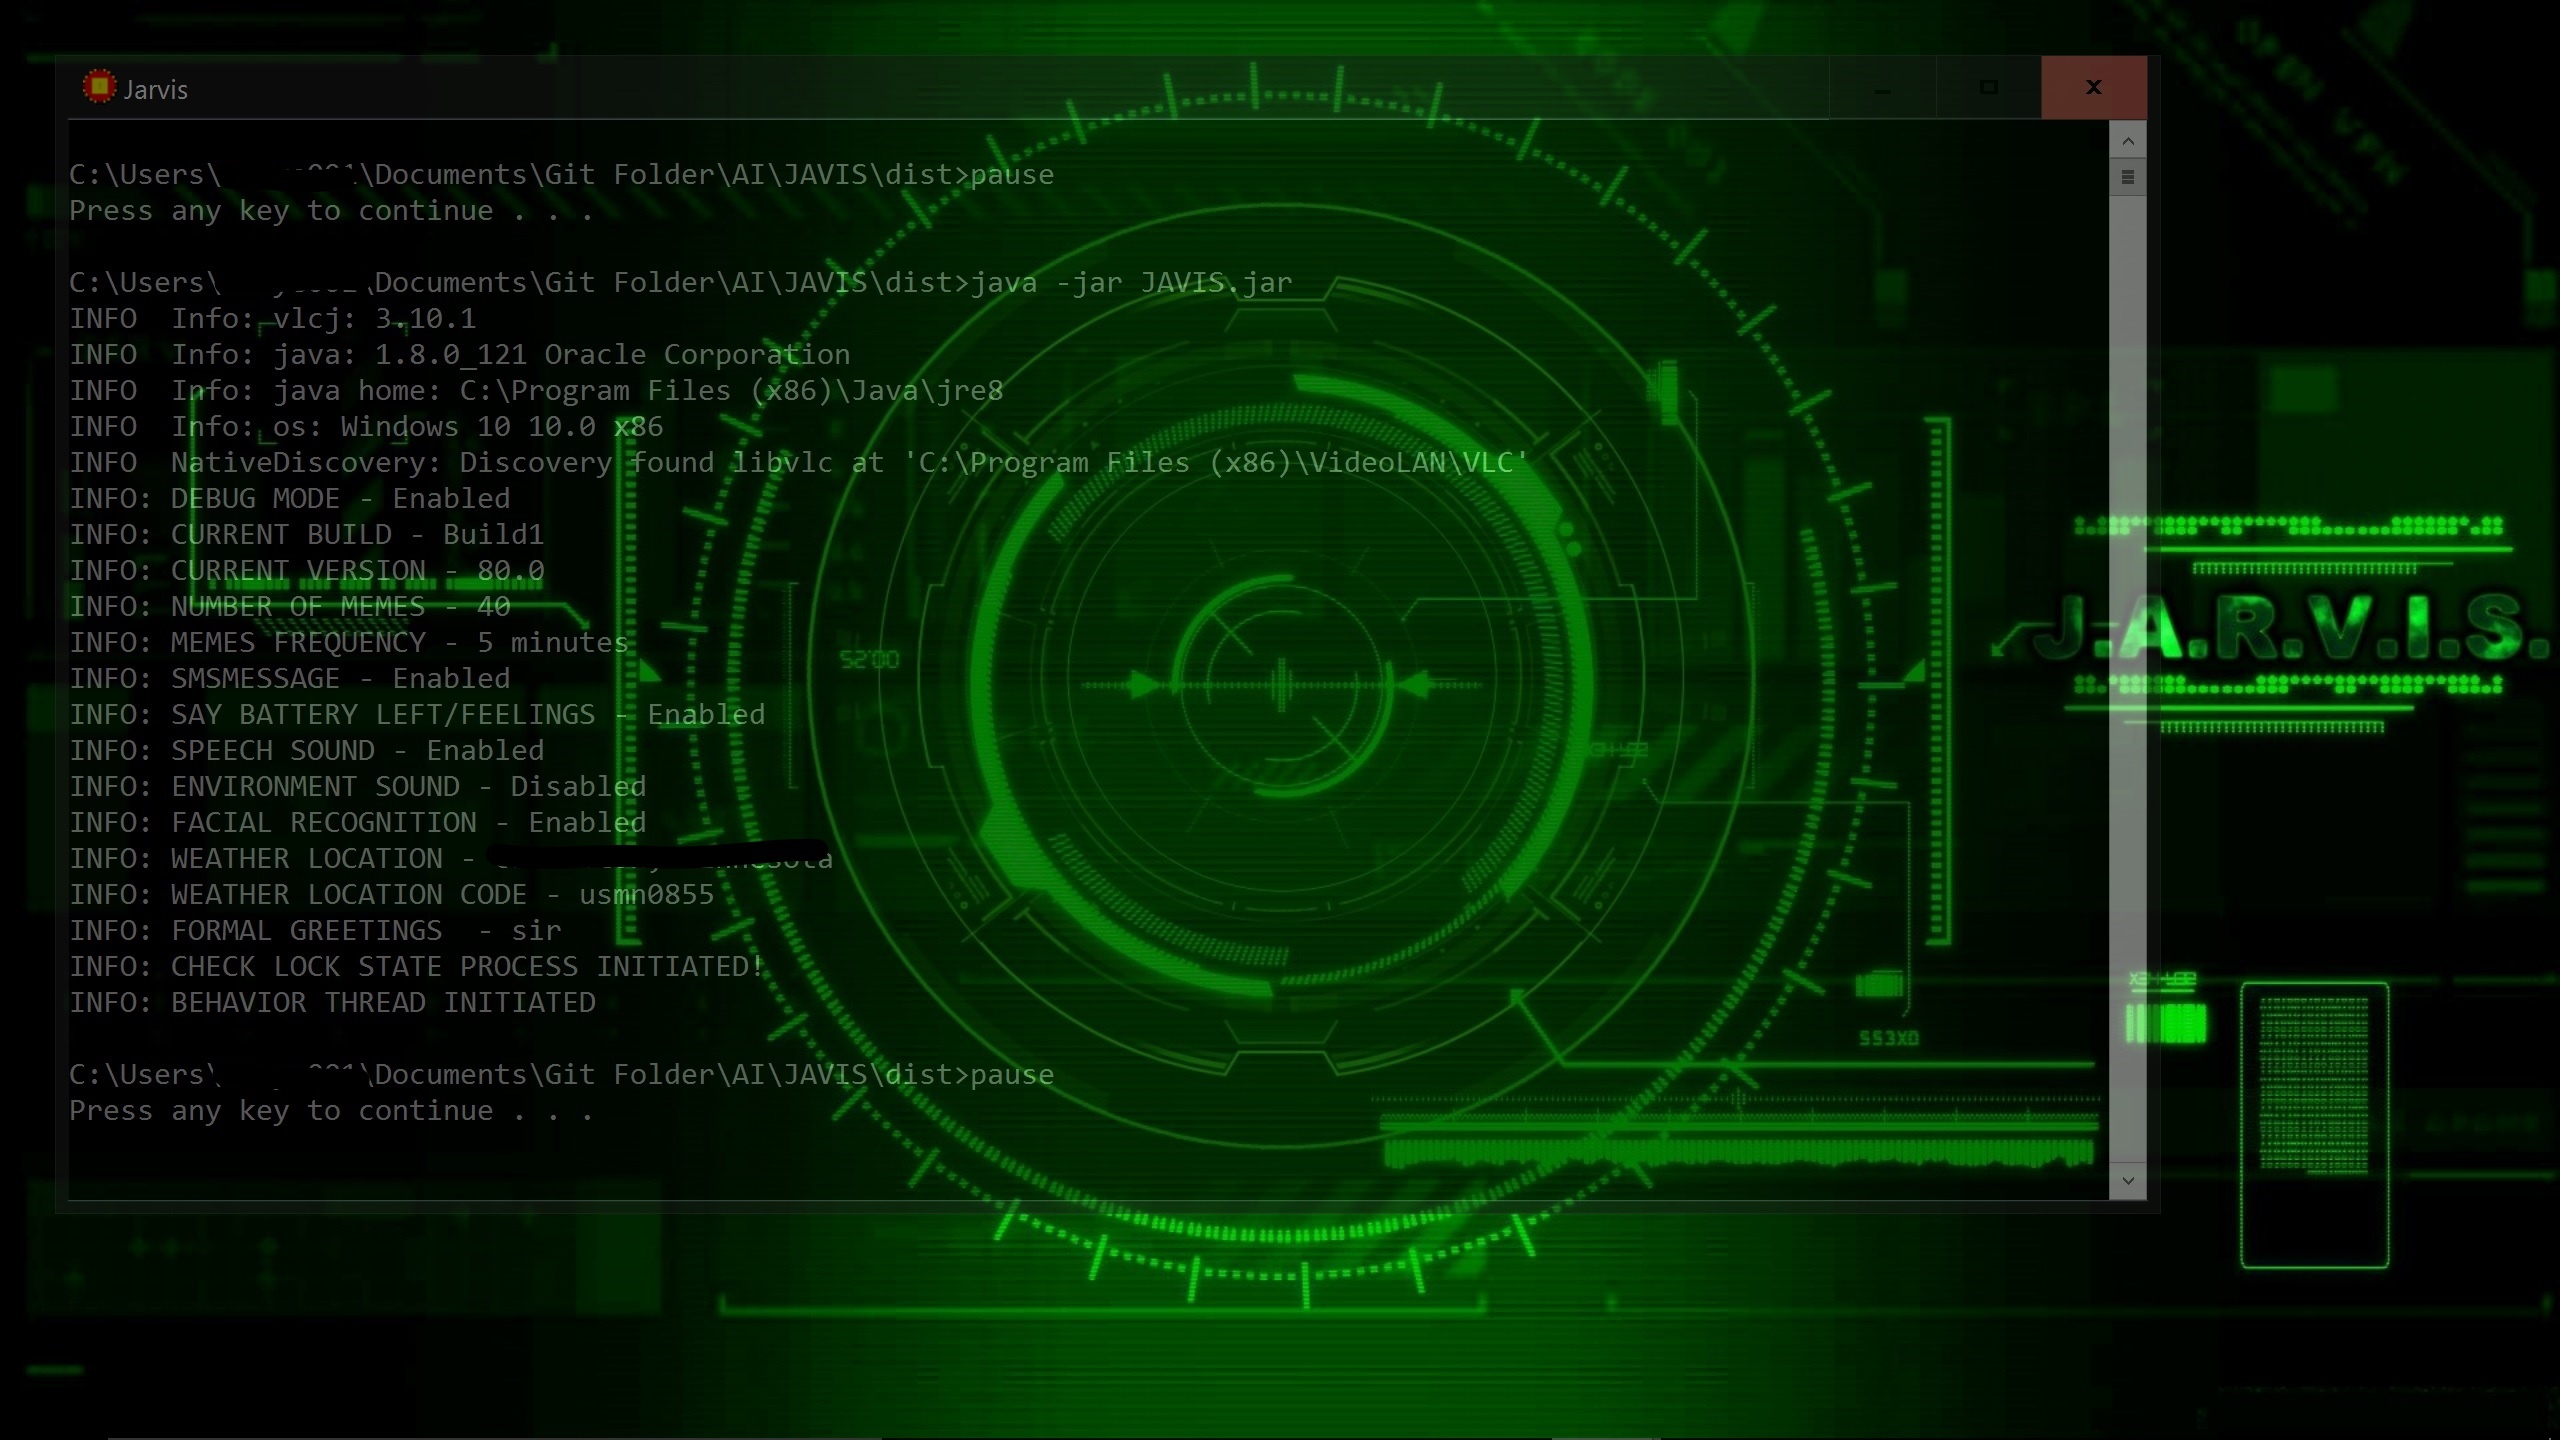 Jarvis
C:\Users\ \Documents\Git Folder\AI\JAVIS\dist>pause
Press any key to continue . . .
C:\Users\ \Documents\Git Folder\AI\JAVIS\dist>java -jar JAVIS.jar
INFO  Info: vlcj: 3.10.1
INFO  Info: java: 1.8.0_121 Oracle Corporation
INFO  Info: java home: C:\Program Files (x86)\Java\jre8
INFO  Info: os: Windows 10 10.0 x86
INFO  NativeDiscovery: Discovery found libvlc at 'C:\Program Files (x86)\VideoLAN\VLC'
INFO: DEBUG MODE - Enabled
INFO: CURRENT BUILD - Build1
INFO: CURRENT VERSION - 80.0
INFO: NUMBER OF MEMES - 40
INFO: MEMES FREQUENCY - 5 minutes
INFO: SMSMESSAGE - Enabled
INFO: SAY BATTERY LEFT/FEELINGS - Enabled
INFO: SPEECH SOUND - Enabled
INFO: ENVIRONMENT SOUND - Disabled
INFO: FACIAL RECOGNITION - Enabled
INFO: WEATHER LOCATION -
INFO: WEATHER LOCATION CODE - usmn0855
INFO: FORMAL GREETINGS  - sir
INFO: CHECK LOCK STATE PROCESS INITIATED!
INFO: BEHAVIOR THREAD INITIATED
C:\Users\ \Documents\Git Folder\AI\JAVIS\dist>pause
Press any key to continue . . .
J.A.R.V.I.S.
OPEN VPN